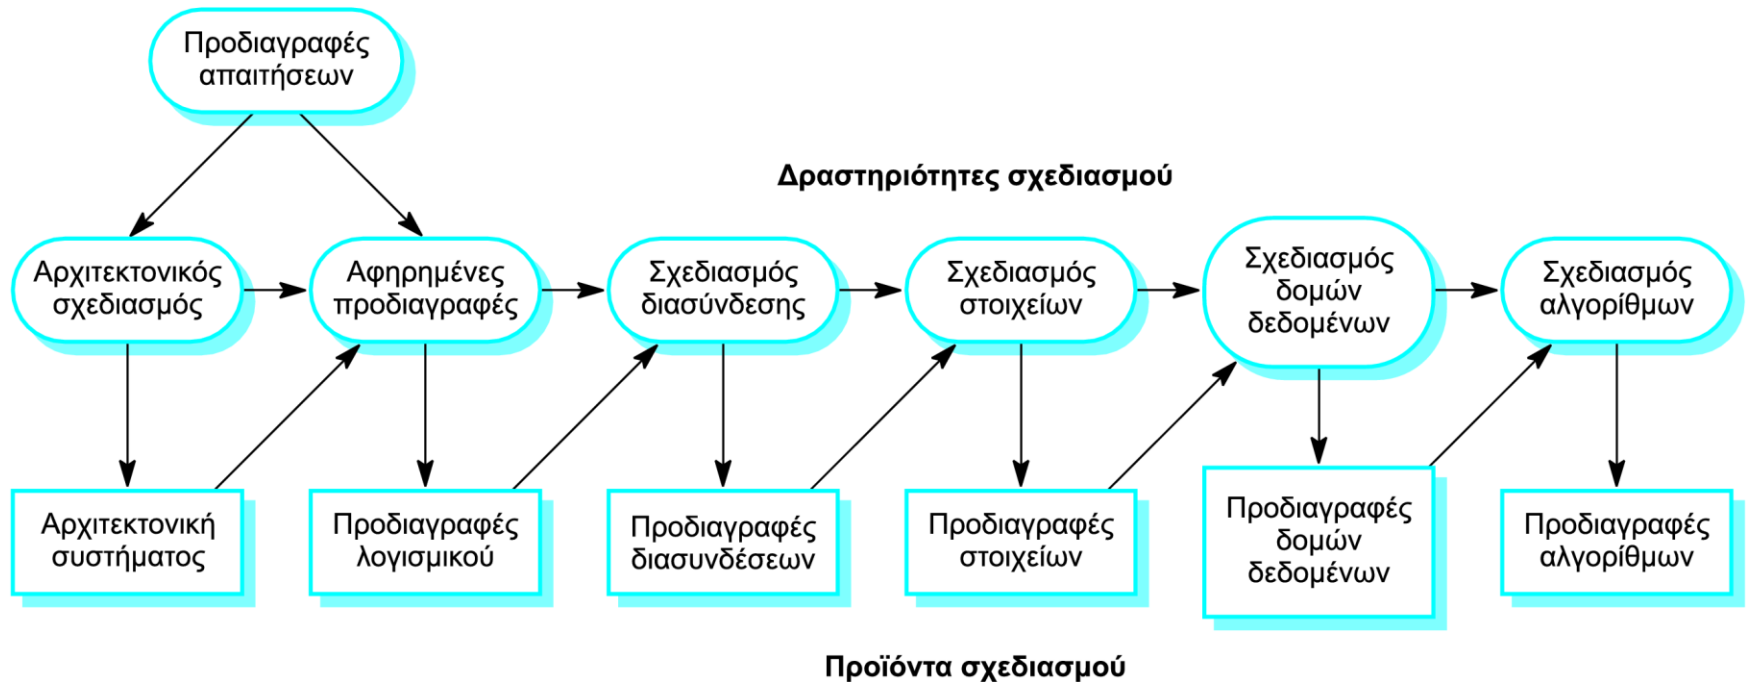 Προδιαγραφές
απαιτήσεων
Δραστηριότητες σχεδιασμού
Αρχιτεκτονικός
σχεδιασμός
Αφηρημένες
προδιαγραφές
Σχεδιασμός
διασύνδεσης
Σχεδιασμός
στοιχείων
Σχεδιασμός
δομών
δεδομένων
Σχεδιασμός
αλγορίθμων
Αρχιτεκτονική
συστήματος
Προδιαγραφές
λογισμικού
Προδιαγραφές
διασυνδέσεων
Προδιαγραφές
στοιχείων
Προδιαγραφές
δομών
δεδομένων
Προδιαγραφές
αλγορίθμων
Προϊόντα σχεδιασμού